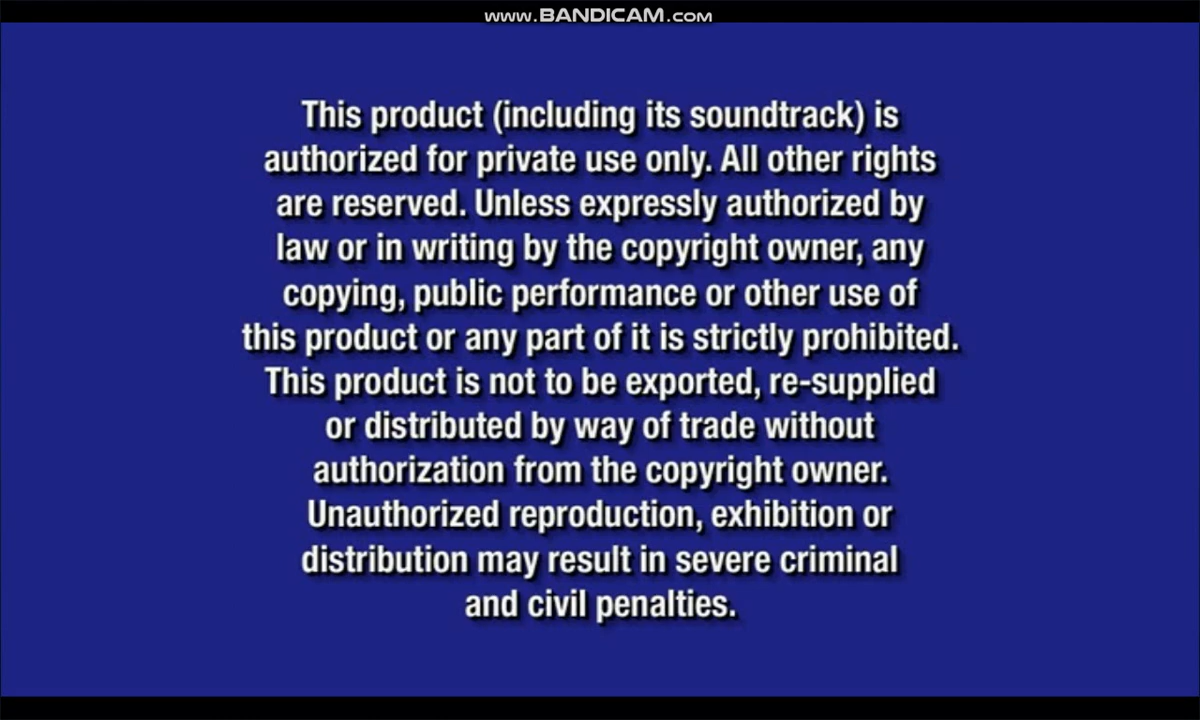 www.BANDICAM.COM
This product (including its soundtrack) is
authorized for private use only. All other rights
are reserved. Unless expressly authorized by
law or in writing by the copyright owner, any
copying, public performance or other use of
this product or any part of it is strictly prohibited.
This product is not to be exported, re-supplied
or distributed by way of trade without
authorization from the copyright owner.
Unauthorized reproduction, exhibition or
distribution may result in severe criminal
and civil penalties.